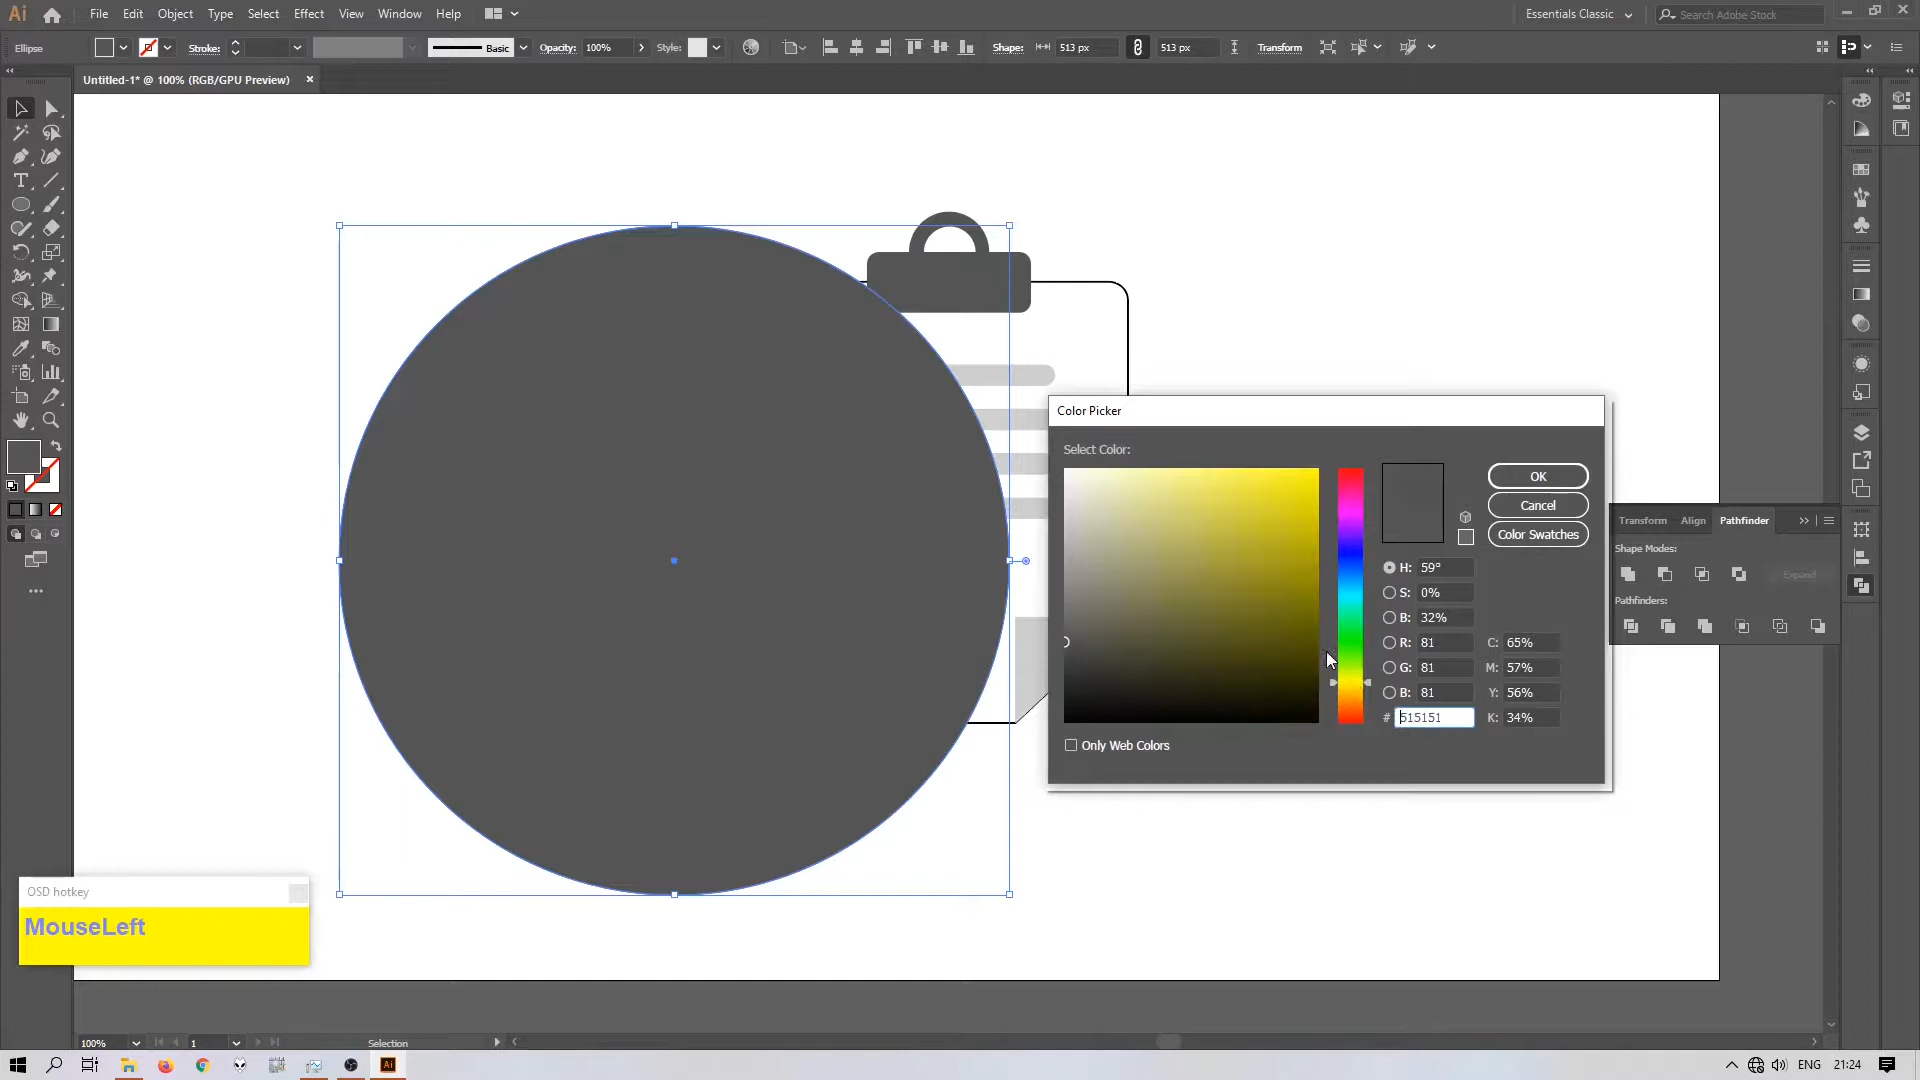 Ai File Edit Object Type Select Effect View Window Help Essentials Classic Search Adobe Stock
Ellipse Stroke: Basic Opacity: 100% Style: Shape: 513 px 513 px Transform
Untitled-1* @ 100% (RGB/GPU Preview) ×
Color Picker
Select Color:
OK
Cancel
Color Swatches
H: 59°
S: 0%
B: 32%
R: 81 C: 65%
G: 81 M: 57%
B: 81 Y: 56%
# 515151 K: 34%
Only Web Colors
Transform Align Pathfinder
Shape Modes:
Expand
Pathfinders:
OSD hotkey
MouseLeft
100% 1 Selection
Ai ENG 21:24